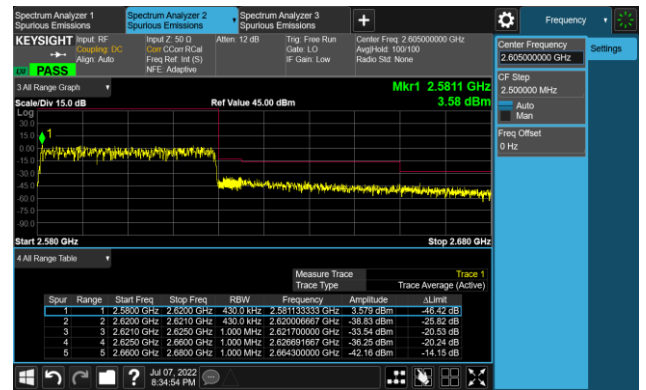 Spectrum Analyzer 1
Spurious Emissions
Spectrum Analyzer 2
Spurious Emissions
Spectrum Analyzer 3
Spurious Emissions
Frequency
KEYSIGHT
Input: RF
Coupling: DC
Align: Auto
Input Z: 50 Ω
Corr CCorr RCal
Freq Ref: Int (S)
NFE: Adaptive
Atten: 12 dB
Trig: Free Run
Gate: LO
IF Gain: Low
Center Freq: 2.605000000 GHz
Avg|Hold: 100/100
Radio Std: None
PASS
Center Frequency
2.605000000 GHz
Settings
CF Step
2.500000 MHz
Auto
Man
Freq Offset
0 Hz
3 All Range Graph
Mkr1 2.5811 GHz
Scale/Div 15.0 dB
Ref Value 45.00 dBm
3.58 dBm
Log
30.0
15.0
0.00
-15.0
-30.0
-45.0
-60.0
-75.0
-90.0
1
Start 2.580 GHz
Stop 2.680 GHz
4 All Range Table
Measure Trace Trace 1
Trace Type Trace Average (Active)
Spur Range Start Freq Stop Freq RBW Frequency Amplitude ΔLimit
1 1 2.5800 GHz 2.6200 GHz 430.0 kHz 2.581133333 GHz 3.579 dBm -46.42 dB
2 2 2.6200 GHz 2.6210 GHz 430.0 kHz 2.620006667 GHz -38.83 dBm -25.82 dB
3 3 2.6210 GHz 2.6250 GHz 1.000 MHz 2.621700000 GHz -33.54 dBm -20.53 dB
4 4 2.6250 GHz 2.6600 GHz 1.000 MHz 2.626691667 GHz -36.25 dBm -20.24 dB
5 5 2.6600 GHz 2.6800 GHz 1.000 MHz 2.664300000 GHz -42.16 dBm -14.15 dB
Jul 07, 2022
8:34:54 PM